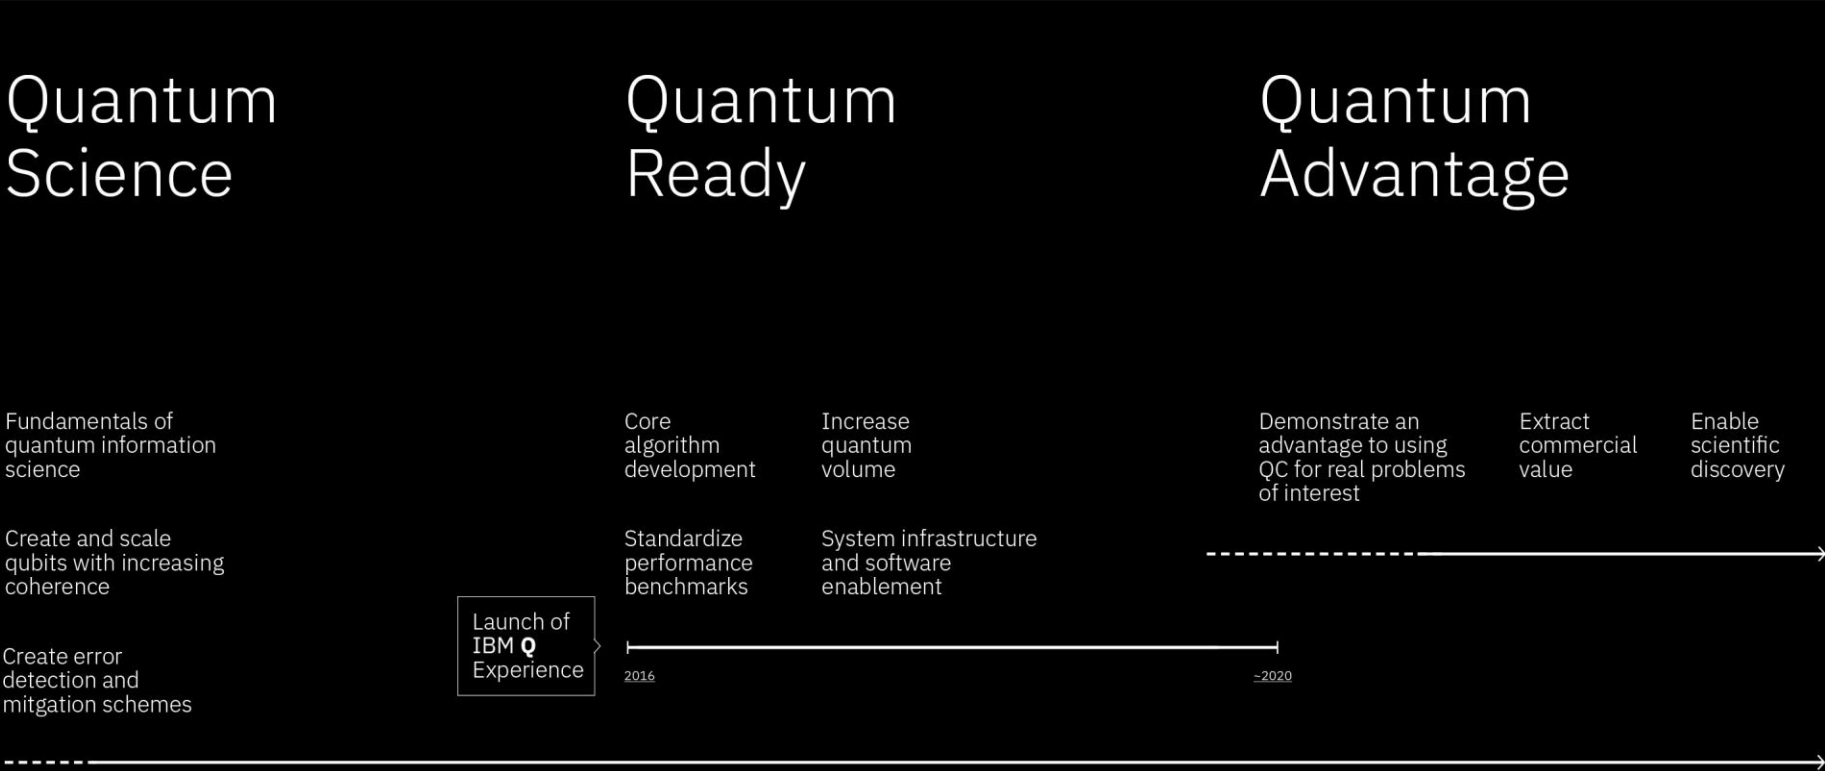 Quantum
Science
Quantum
Ready
Quantum
Advantage
Fundamentals of
quantum information
science
Create and scale
qubits with increasing
coherence
Create error
detection and
mitgation schemes
Launch of
IBM Q
Experience
Core
algorithm
development
Increase
quantum
volume
Standardize
performance
benchmarks
System infrastructure
and software
enablement
2016
~2020
Demonstrate an
advantage to using
QC for real problems
of interest
Extract
commercial
value
Enable
scientific
discovery